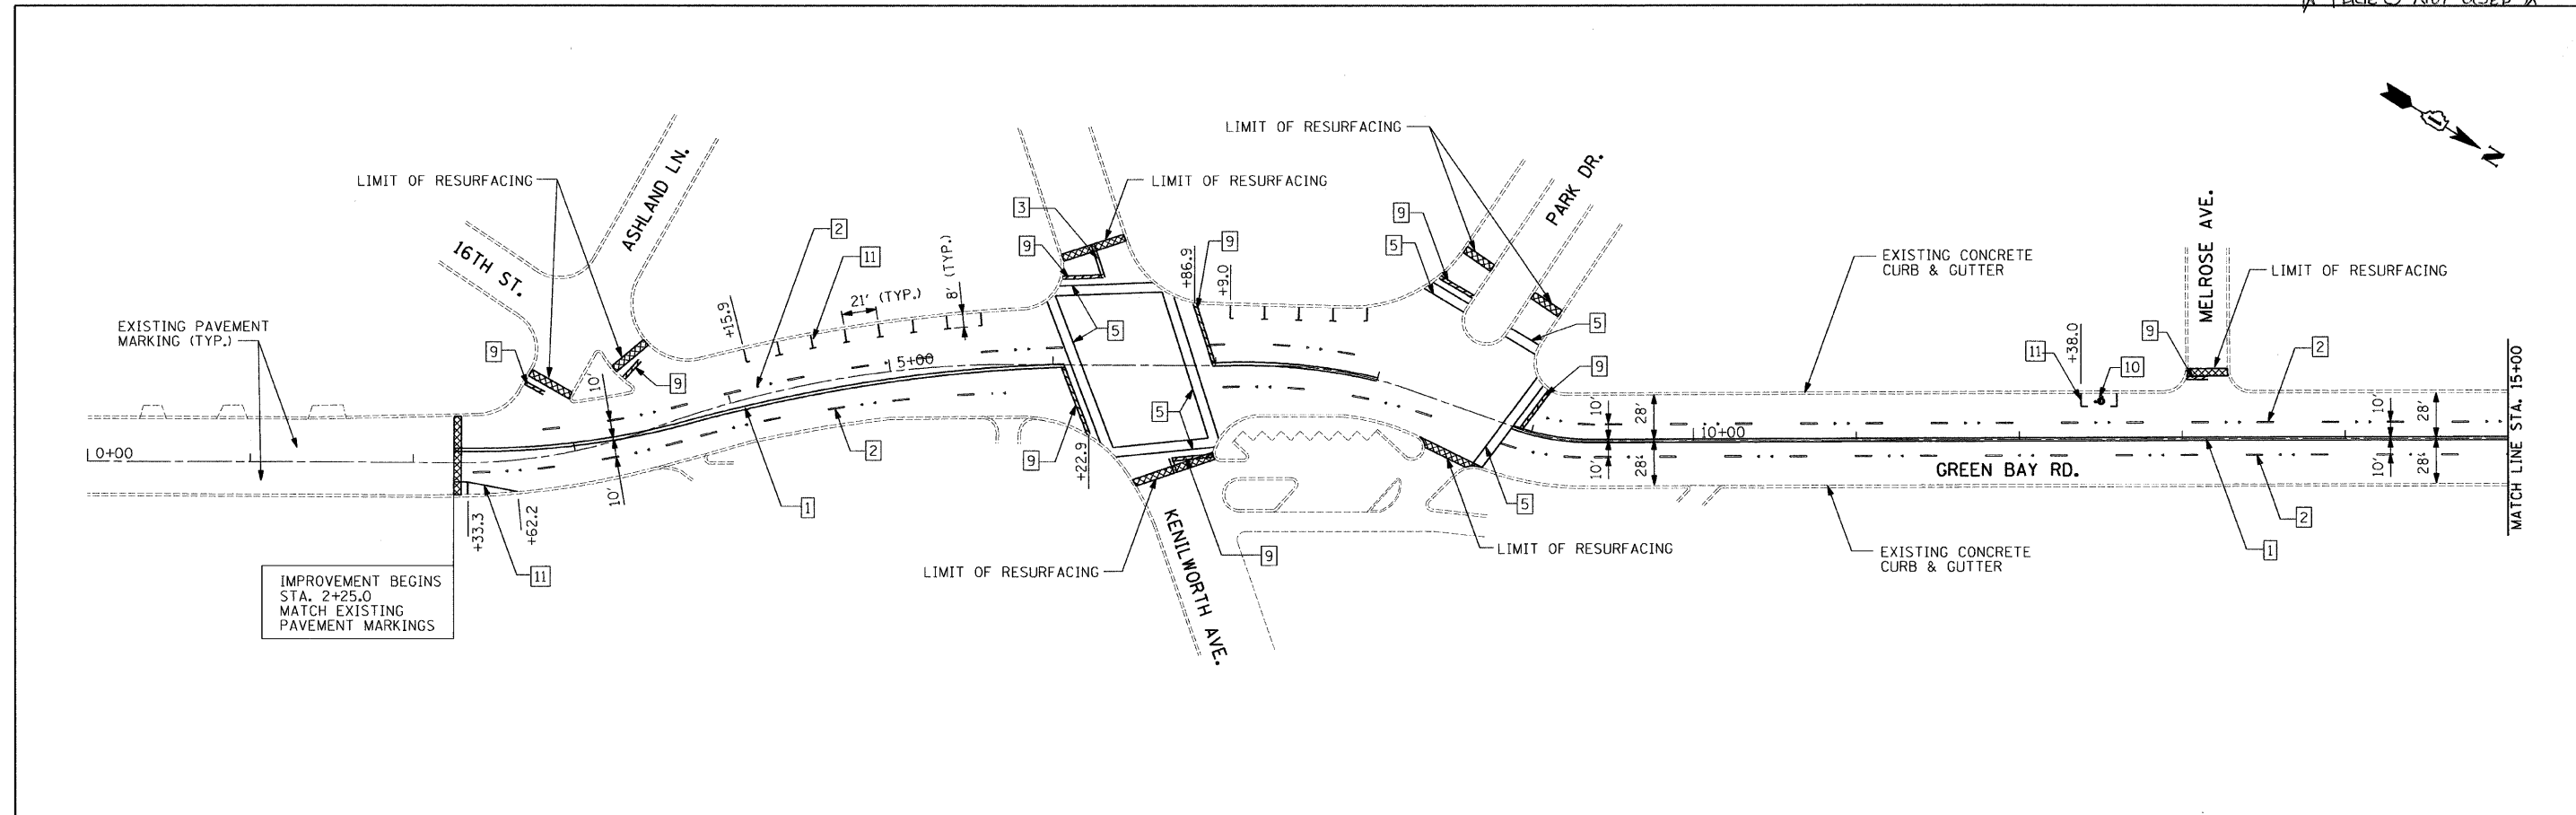 NOT USED
N
LIMIT OF RESURFACING
LIMIT OF RESURFACING
LIMIT OF RESURFACING
ASHLAND LN.
16TH ST.
PARK DR.
MELROSE AVE.
3
9
9
9
5
2
11
21' (TYP.)
8' (TYP.)
+15.9
+86.9
+9.0
EXISTING CONCRETE
CURB & GUTTER
LIMIT OF RESURFACING
EXISTING PAVEMENT
MARKING (TYP.)
9
9
5
5
9
11
+38.0
10
9
2
5+00
10'
10'
0+00
5
9
+22.9
2
1
9
10'
28'
10'
28'
10+00
GREEN BAY RD.
10'
28'
10'
28'
MATCH LINE STA. 15+00
+33.3
+62.2
11
KENILWORTH AVE.
9
LIMIT OF RESURFACING
LIMIT OF RESURFACING
5
2
1
EXISTING CONCRETE
CURB & GUTTER
IMPROVEMENT BEGINS
STA. 2+25.0
MATCH EXISTING
PAVEMENT MARKINGS